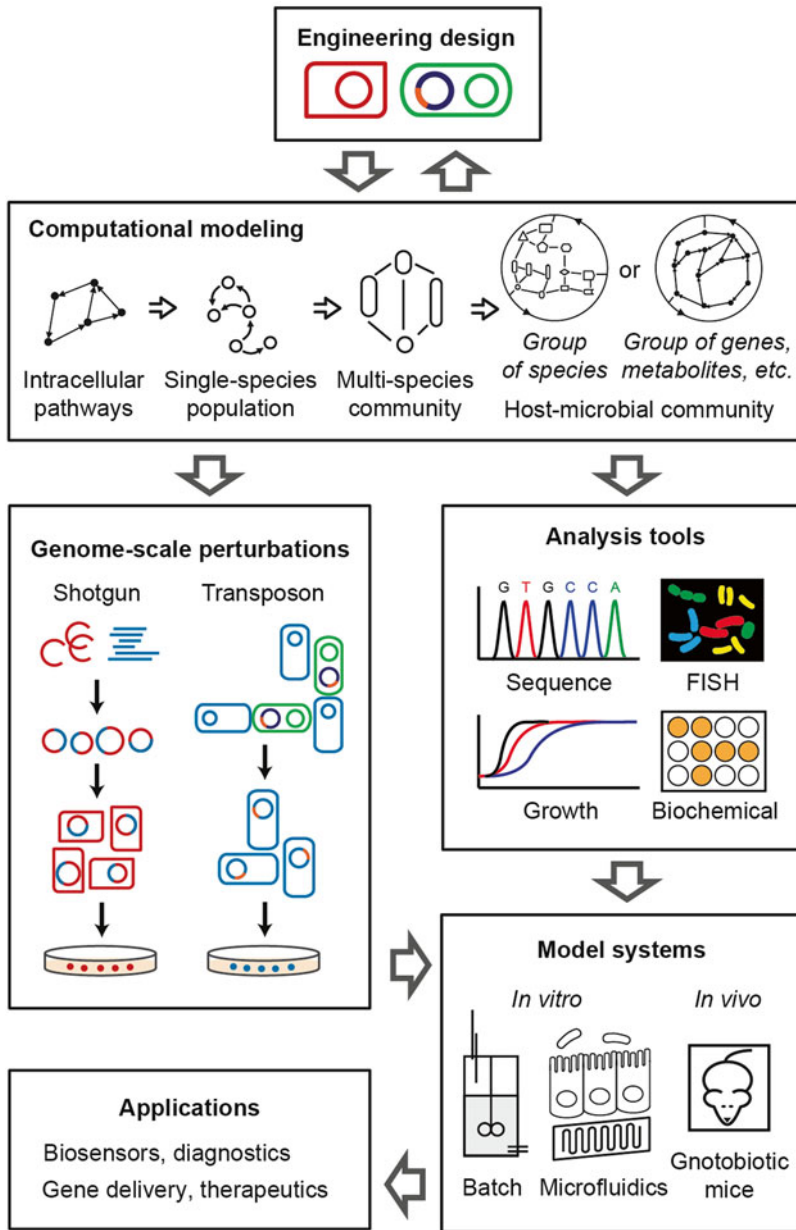 Engineering design
Computational modeling
or
Intracellular
pathways
Single-species
population
Multi-species
community
Group
of species
Group of genes,
metabolites, etc.
Host-microbial community
Genome-scale perturbations
Shotgun
Transposon
Analysis tools
G T G C C A
Sequence
FISH
Growth
Biochemical
Model systems
In vitro
In vivo
Batch
Microfluidics
Gnotobiotic
mice
Applications
Biosensors, diagnostics
Gene delivery, therapeutics